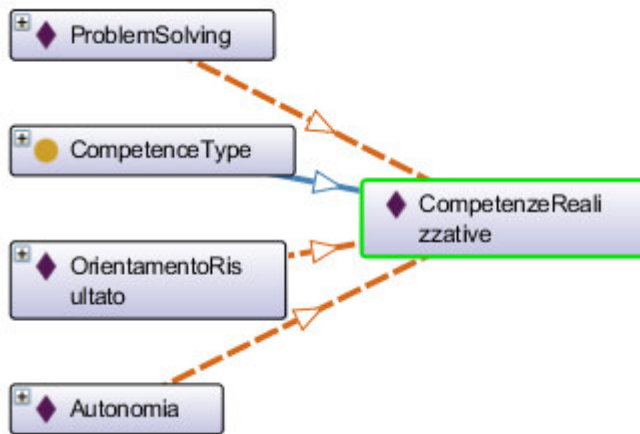 ProblemSolving
CompetenceType
CompetenzeReali
zzative
OrientamentoRis
ultato
Autonomia